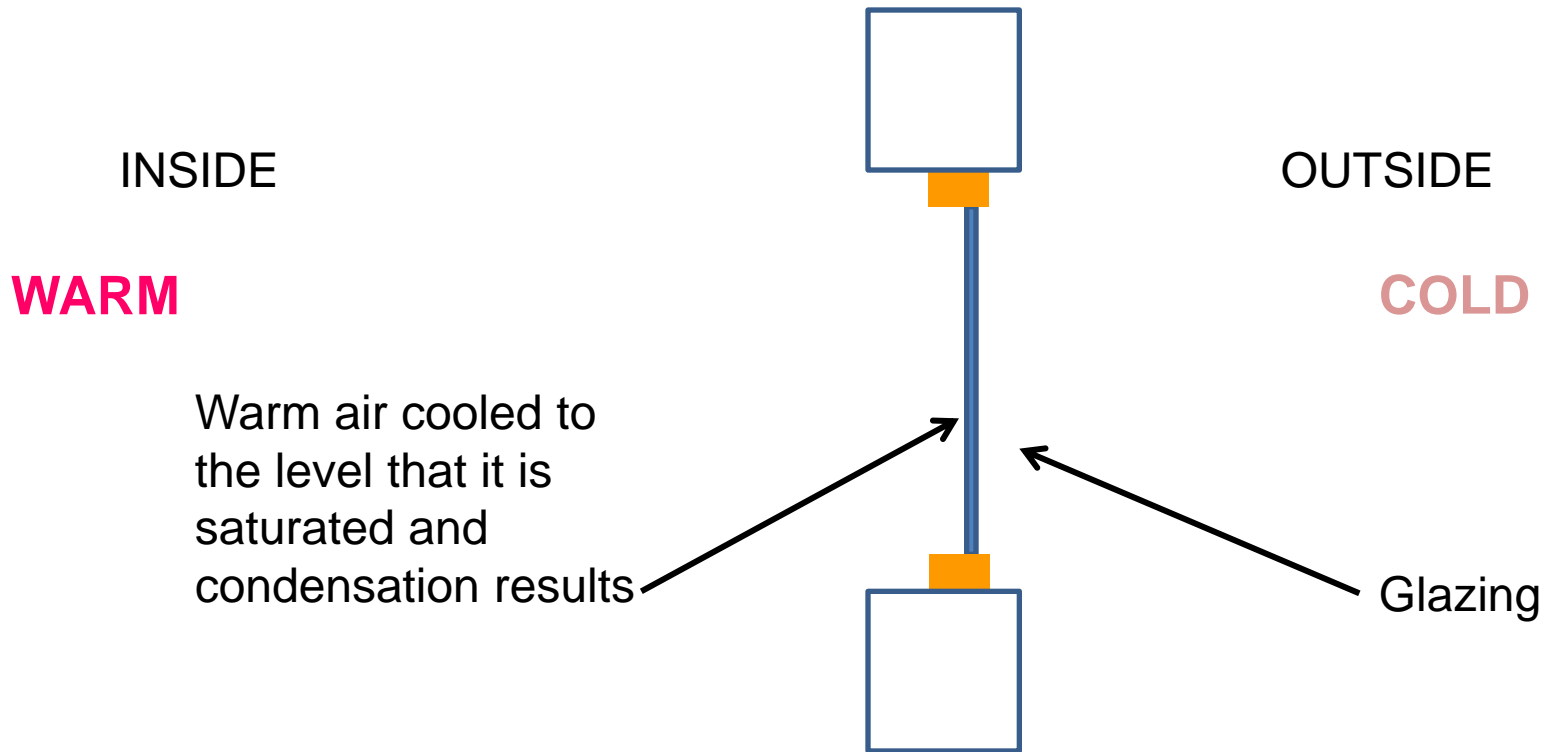 INSIDE
OUTSIDE
WARM
COLD
Warm air cooled to
the level that it is
saturated and
condensation results
Glazing